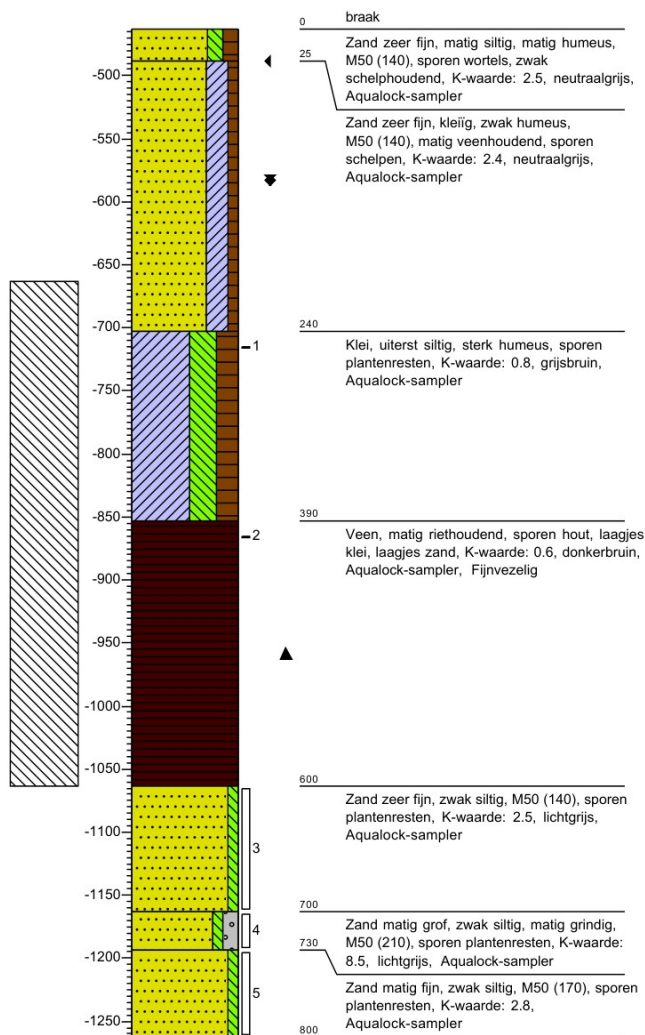 0
braak
25
Zand zeer fijn, matig siltig, matig humeus,
M50 (140), sporen wortels, zwak
schelphoudend, K-waarde: 2.5, neutraalgrijs,
Aqualock-sampler
Zand zeer fijn, kleiïg, zwak humeus,
M50 (140), matig veenhoudend, sporen
schelpen, K-waarde: 2.4, neutraalgrijs,
Aqualock-sampler
240
Klei, uiterst siltig, sterk humeus, sporen
plantenresten, K-waarde: 0.8, grijsbruin,
Aqualock-sampler
390
Veen, matig riethoudend, sporen hout, laagjes
klei, laagjes zand, K-waarde: 0.6, donkerbruin,
Aqualock-sampler, Fijnvezelig
600
Zand zeer fijn, zwak siltig, M50 (140), sporen
plantenresten, K-waarde: 2.5, lichtgrijs,
Aqualock-sampler
700
Zand matig grof, zwak siltig, matig grindig,
M50 (210), sporen plantenresten, K-waarde:
8.5, lichtgrijs, Aqualock-sampler
730
Zand matig fijn, zwak siltig, M50 (170), sporen
plantenresten, K-waarde: 2.8,
Aqualock-sampler
800
-500
-550
-600
-650
-700
-750
-800
-850
-900
-950
-1000
-1050
-1100
-1150
-1200
-1250
1
2
3
4
5